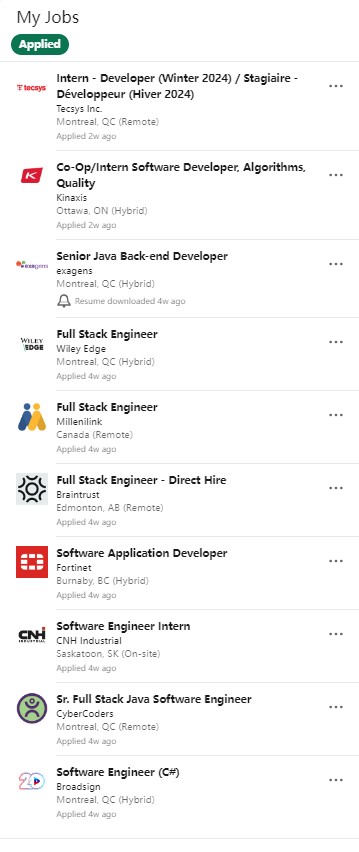 My Jobs
Applied
Intern - Developer (Winter 2024) / Stagiaire -
Développeur (Hiver 2024)
tecsys
Tecsys Inc.
Montreal, QC (Remote)
Applied 2w ago
Co-Op/Intern Software Developer, Algorithms,
Quality
Kinaxis
Ottawa, ON (Hybrid)
Applied 2w ago
Senior Java Back-end Developer
exagens
exagens
Montreal, QC (Hybrid)
Resume downloaded 4w ago
Full Stack Engineer
WILEY
EDGE
Wiley Edge
Montreal, QC (Hybrid)
Applied 4w ago
Full Stack Engineer
Millenilink
Canada (Remote)
Applied 4w ago
Full Stack Engineer - Direct Hire
Braintrust
Edmonton, AB (Remote)
Applied 4w ago
Software Application Developer
Fortinet
Burnaby, BC (Hybrid)
Applied 4w ago
Software Engineer Intern
CNH
INDUSTRIAL
CNH Industrial
Saskatoon, SK (On-site)
Applied 4w ago
Sr. Full Stack Java Software Engineer
CyberCoders
Montreal, QC (Remote)
Applied 4w ago
Software Engineer (C#)
20
Broadsign
Montreal, QC (Hybrid)
Applied 4w ago